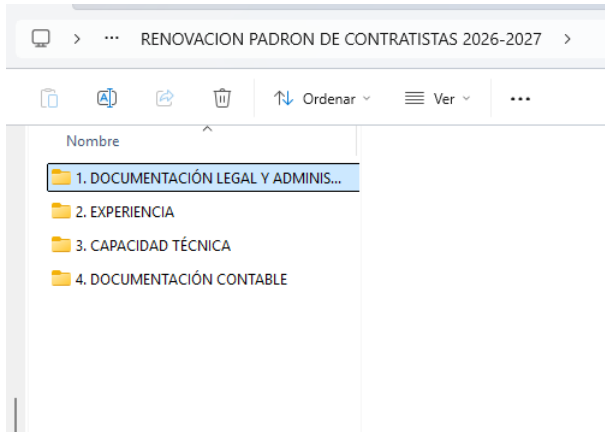 RENOVACION PADRON DE CONTRATISTAS 2026-2027
Ordenar
Ver
Nombre
1. DOCUMENTACIÓN LEGAL Y ADMINIS...
2. EXPERIENCIA
3. CAPACIDAD TÉCNICA
4. DOCUMENTACIÓN CONTABLE